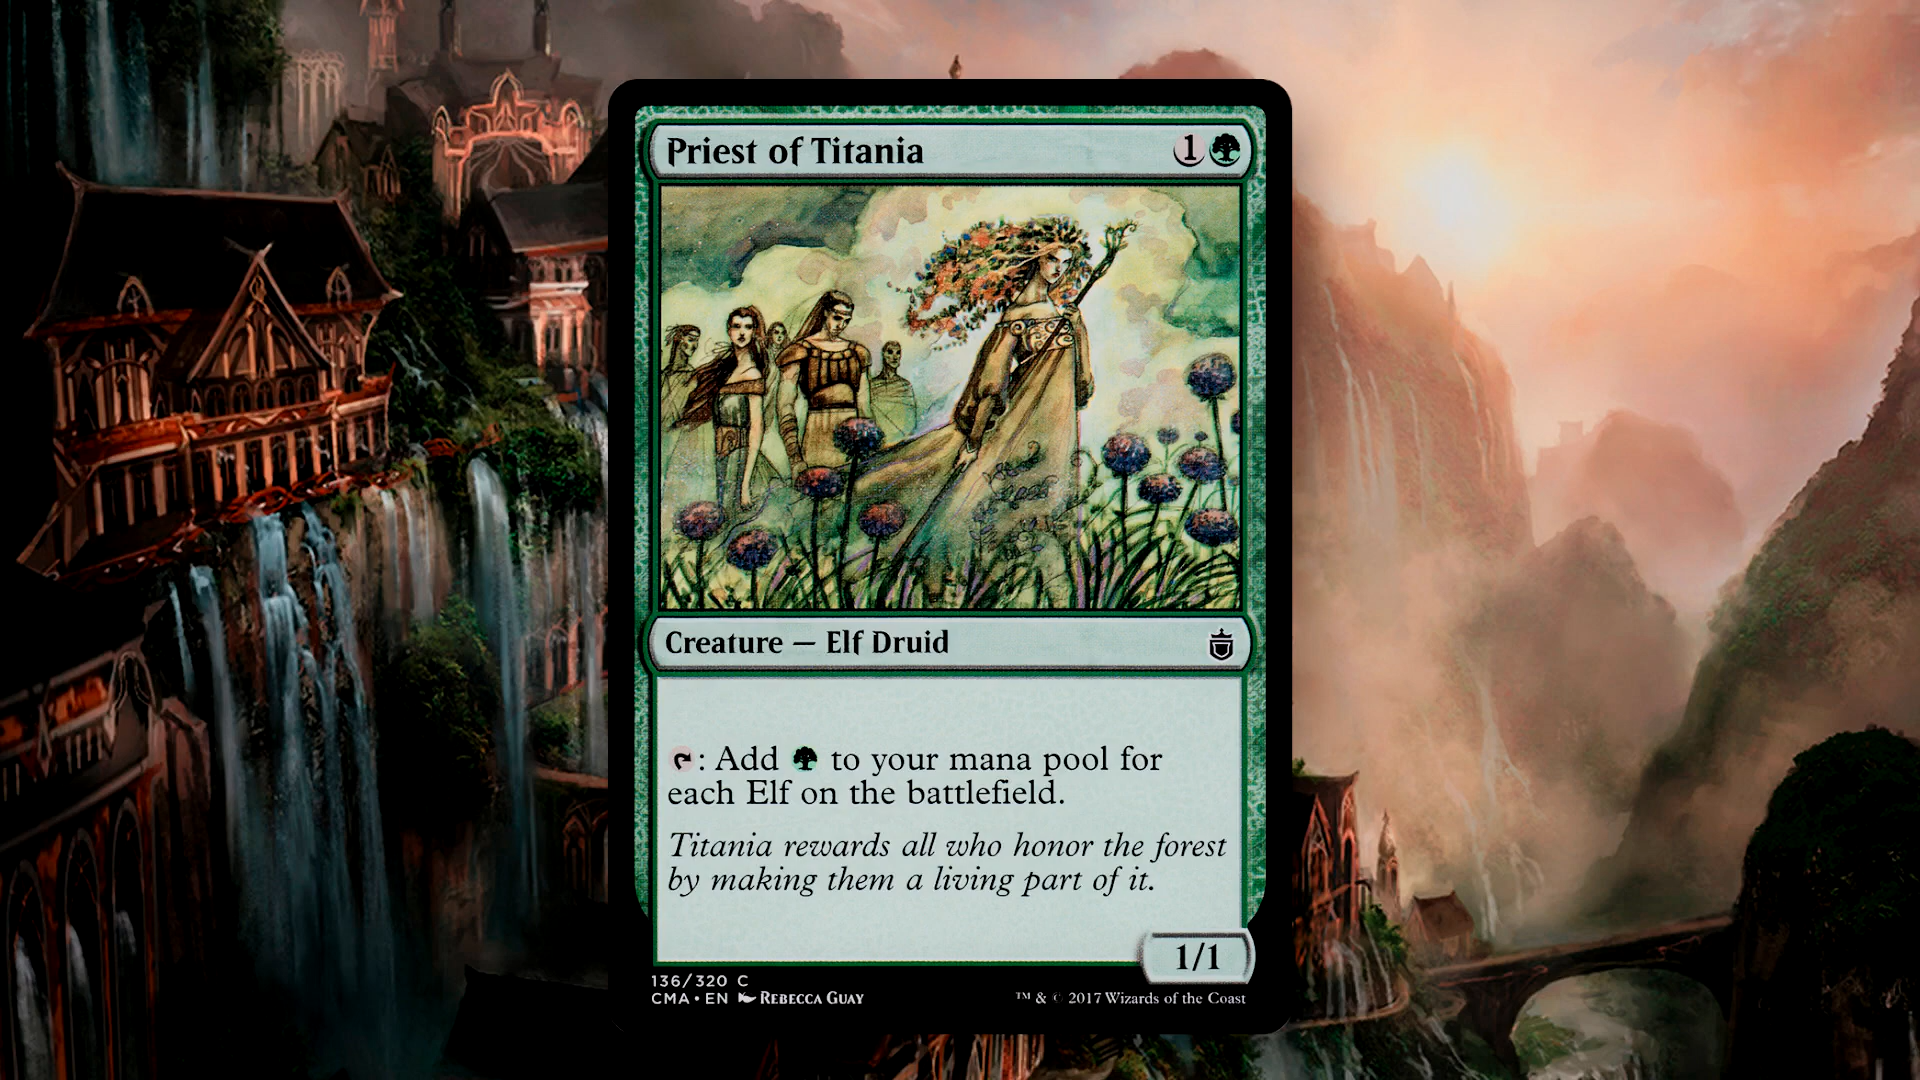 Priest of Titania 1
Creature — Elf Druid
: Add to your mana pool for
each Elf on the battlefield.
Titania rewards all who honor the forest
by making them a living part of it.
1/1
136/320 C
CMA • EN Rebecca Guay
™ & © 2017 Wizards of the Coast